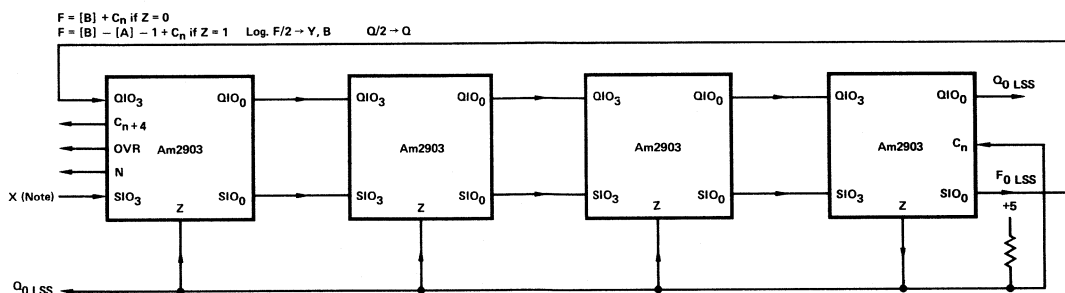 F = [B] + Cn if Z = 0
F = [B] – [A] – 1 + Cn if Z = 1 Log. F/2 → Y, B Q/2 → Q
QIO3 QIO0 QIO3 QIO0 QIO3 QIO0 QIO3 QIO0 Q0 LSS
Cn+4
OVR Am2903 Am2903 Am2903 Am2903 Cn
N
X (Note) SIO3 SIO0 SIO3 SIO0 SIO3 SIO0 SIO3 SIO0 F0 LSS
Z Z Z Z +5
Q0 LSS